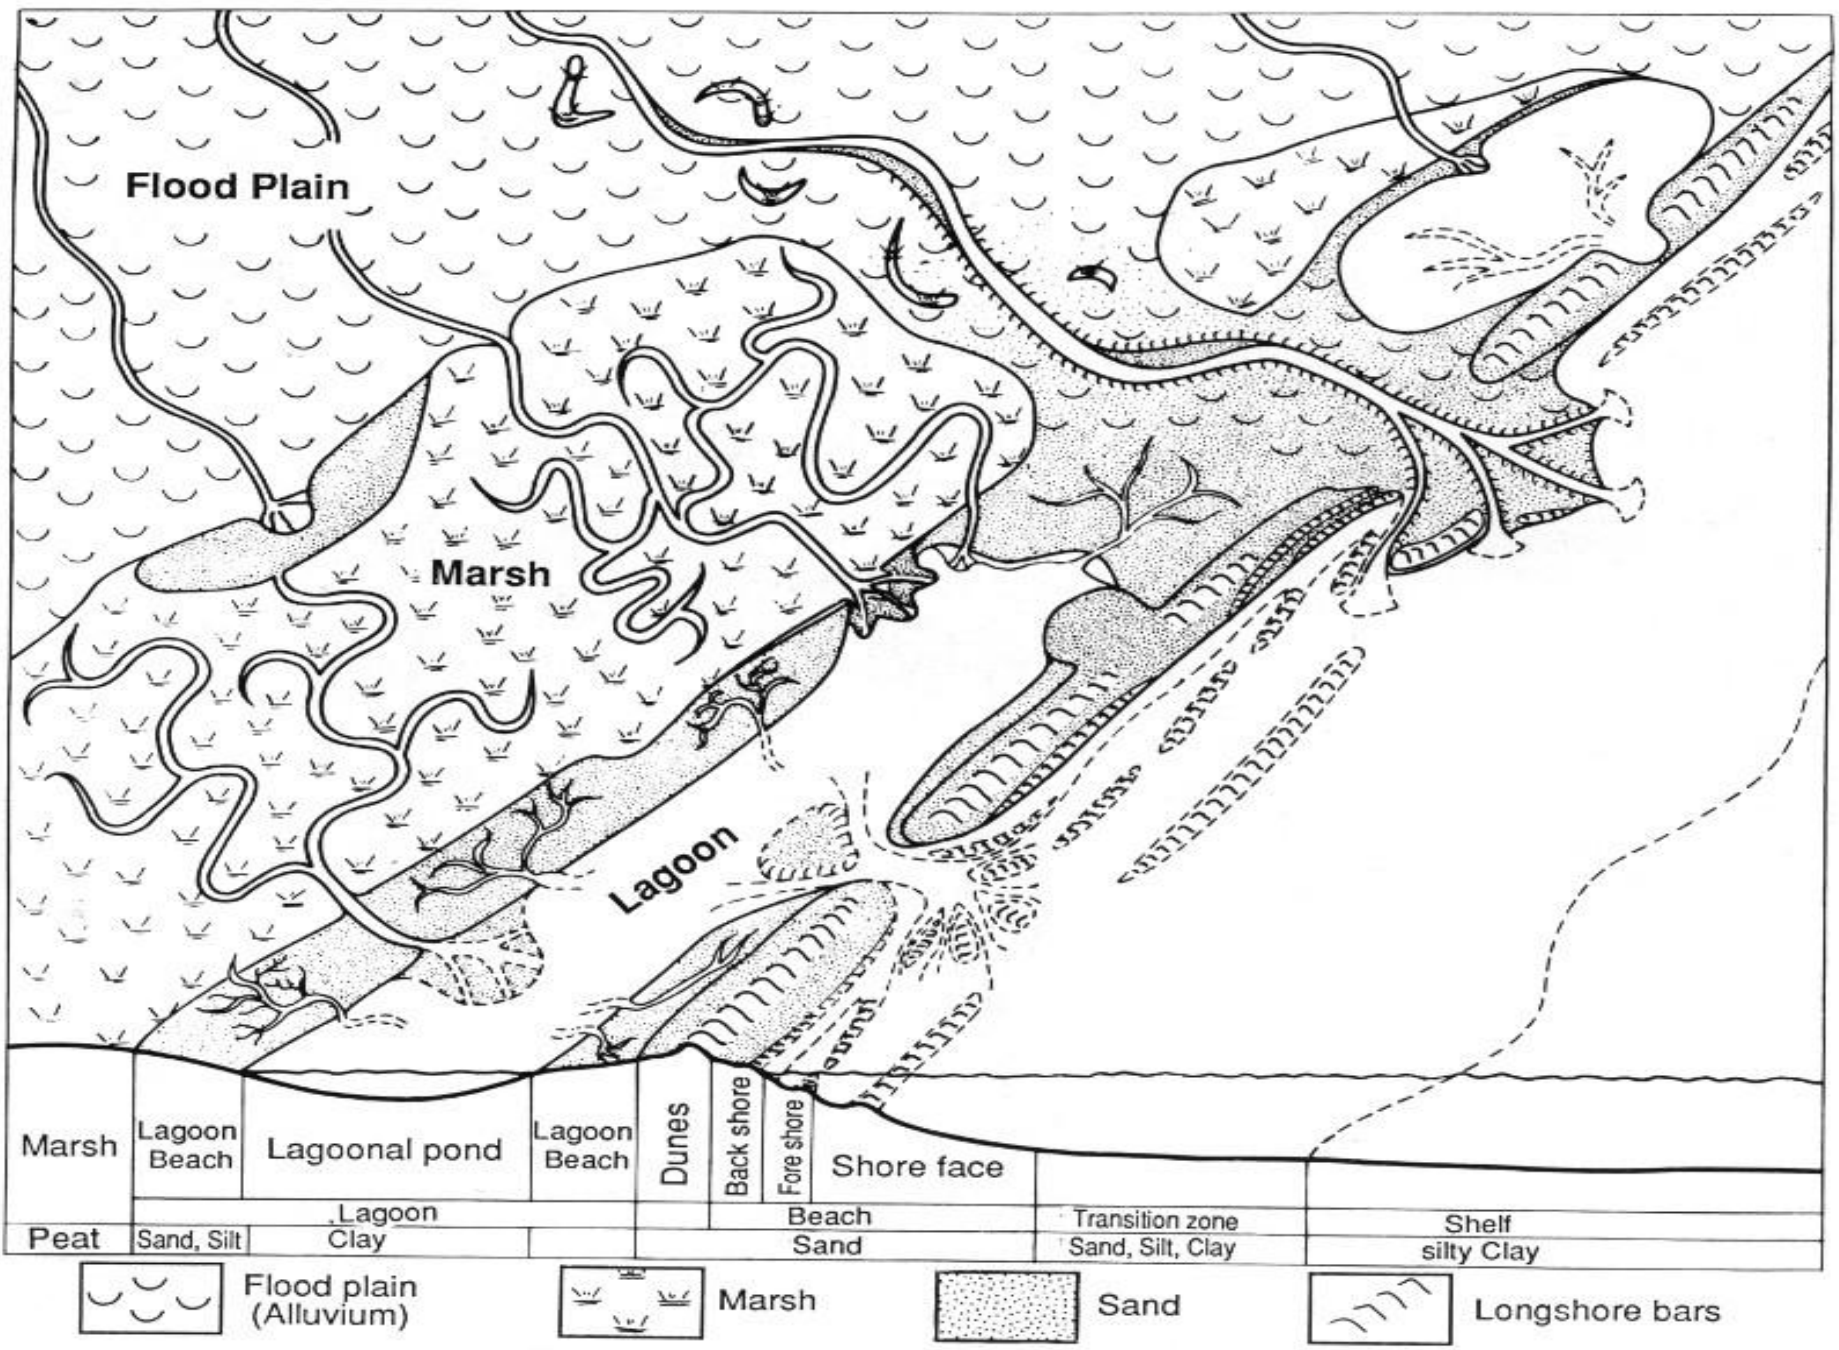 Flood Plain
Marsh
Lagoon
Marsh
Lagoon
Beach
Lagoonal pond
Lagoon
Beach
Dunes
Back shore
Fore shore
Shore face
Lagoon
Beach
Transition zone
Shelf
Peat
Sand, Silt
Clay
Sand
Sand, Silt, Clay
silty Clay
Flood plain
(Alluvium)
Marsh
Sand
Longshore bars